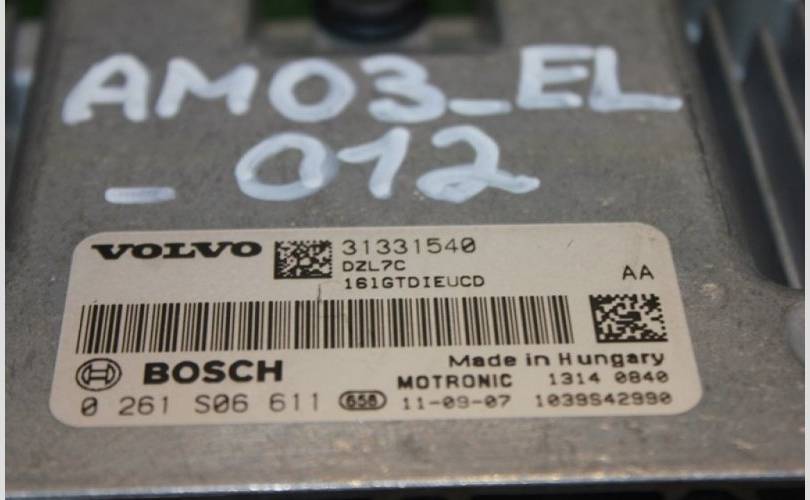 AM03_EL
_012
VOLVO 31331540
DZL7C
161GTDIEUCD
AA
BOSCH
Made in Hungary
MOTRONIC 1314 0840
0 261 S06 611 658 11-09-07 1039S42990